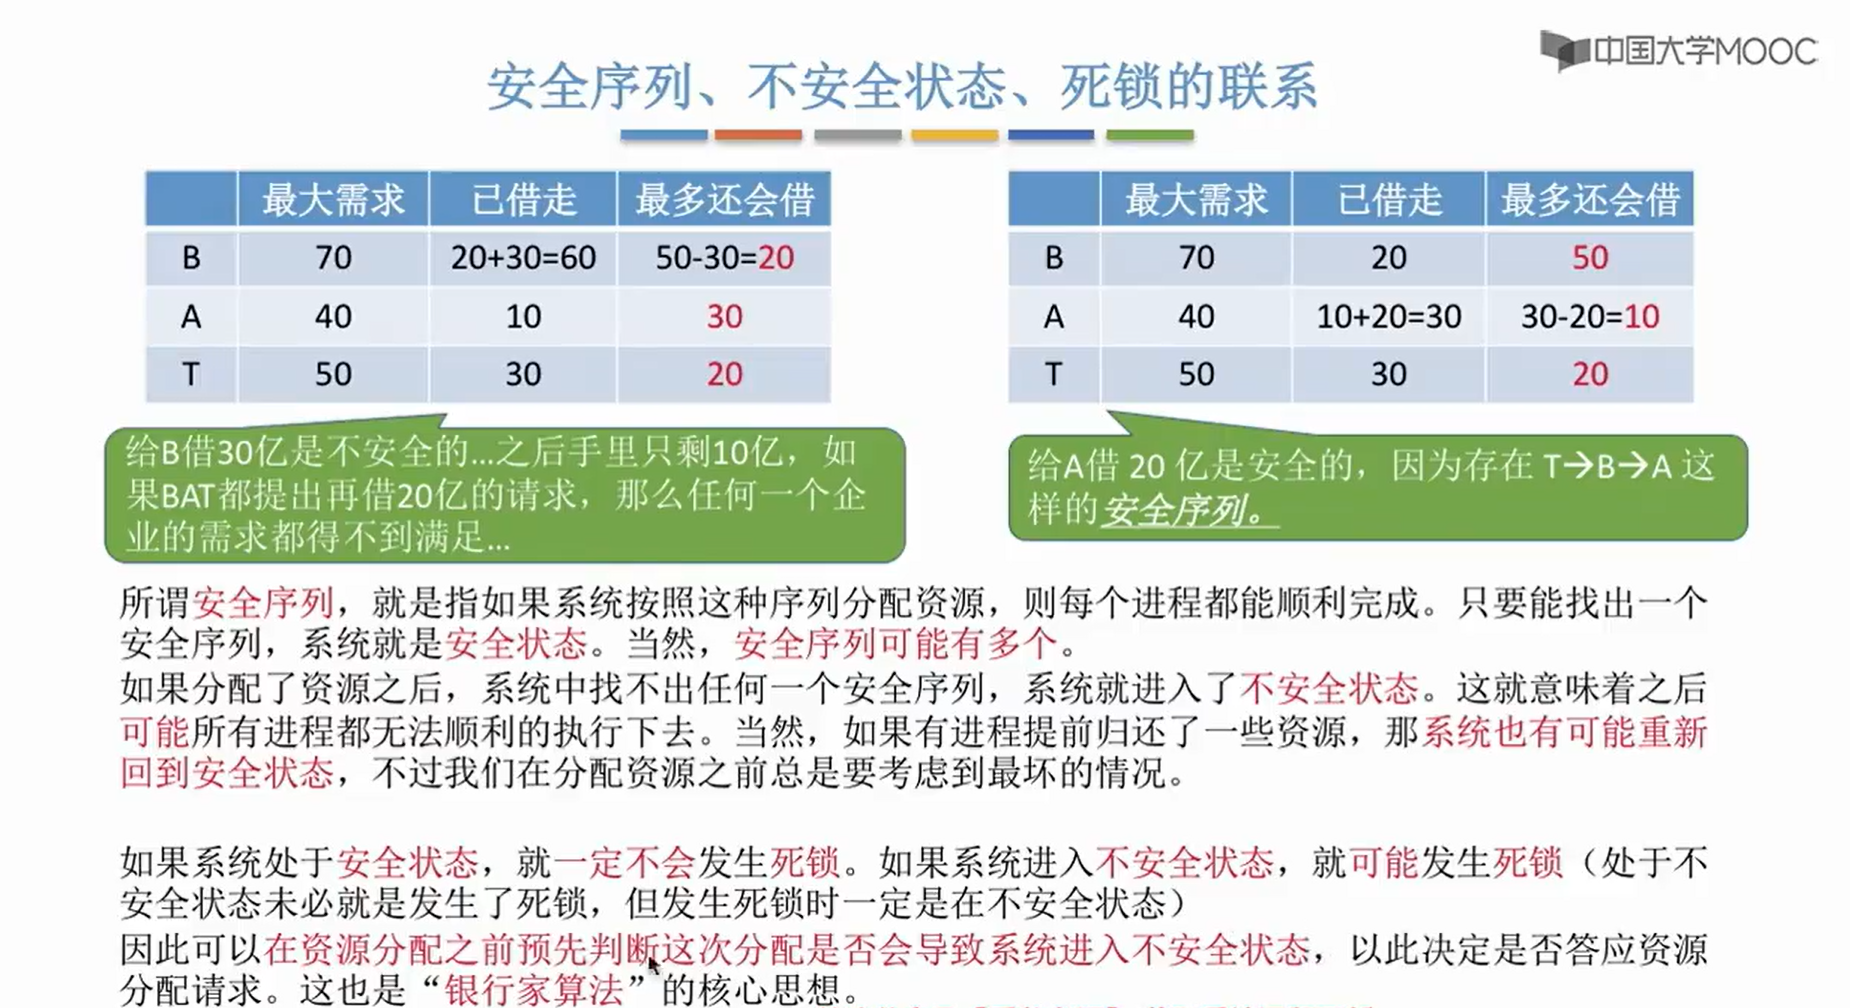 中国大学MOOC
安全序列、不安全状态、死锁的联系
最大需求 已借走 最多还会借
B 70 20+30=60 50-30=20
A 40 10 30
T 50 30 20
最大需求 已借走 最多还会借
B 70 20 50
A 40 10+20=30 30-20=10
T 50 30 20
给B借30亿是不安全的...之后手里只剩10亿，如
果BAT都提出再借20亿的请求，那么任何一个企
业的需求都得不到满足...
给A借 20 亿是安全的，因为存在 T→B→A 这
样的安全序列。
所谓安全序列，就是指如果系统按照这种序列分配资源，则每个进程都能顺利完成。只要能找出一个
安全序列，系统就是安全状态。当然，安全序列可能有多个。
如果分配了资源之后，系统中找不出任何一个安全序列，系统就进入了不安全状态。这就意味着之后
可能所有进程都无法顺利的执行下去。当然，如果有进程提前归还了一些资源，那系统也有可能重新
回到安全状态，不过我们在分配资源之前总是要考虑到最坏的情况。
如果系统处于安全状态，就一定不会发生死锁。如果系统进入不安全状态，就可能发生死锁（处于不
安全状态未必就是发生了死锁，但发生死锁时一定是在不安全状态）
因此可以在资源分配之前预先判断这次分配是否会导致系统进入不安全状态，以此决定是否答应资源
分配请求。这也是“银行家算法”的核心思想。